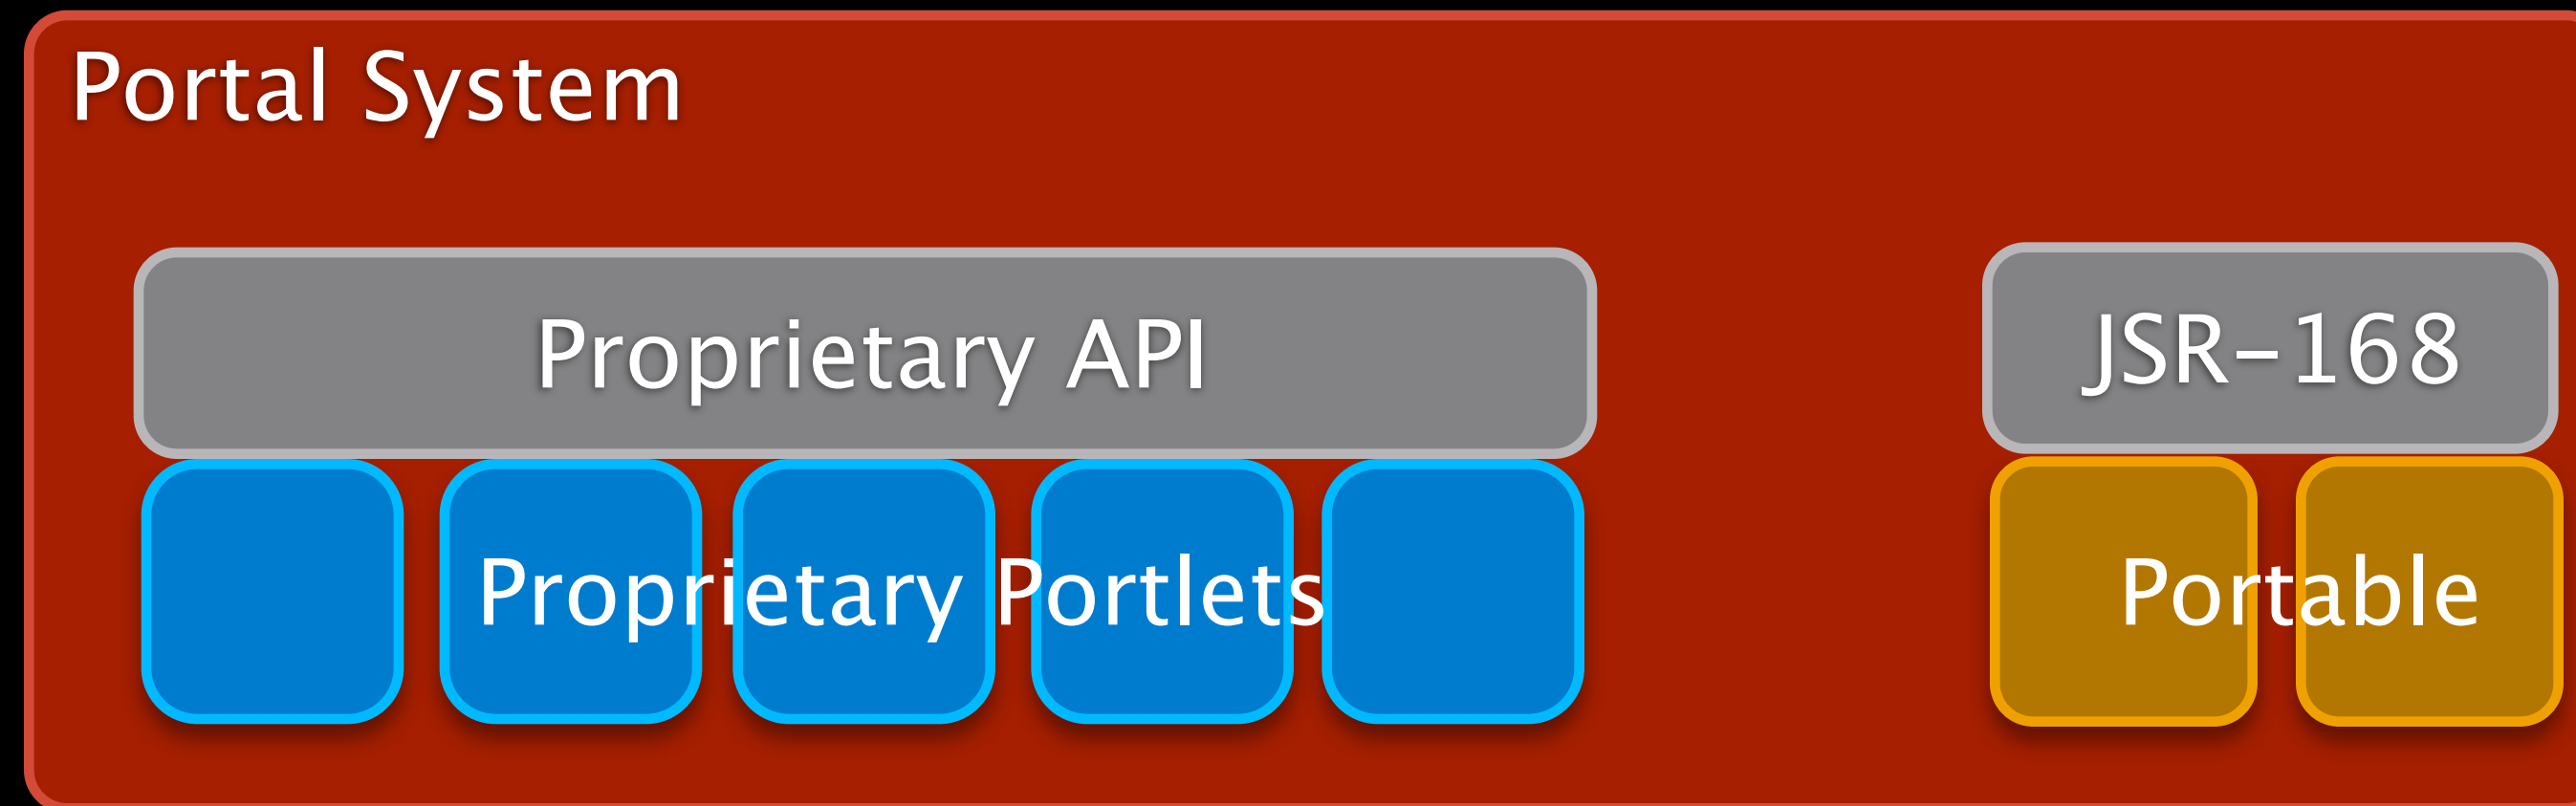 Portal System
Proprietary API
JSR-168
Proprietary Portlets
Portable